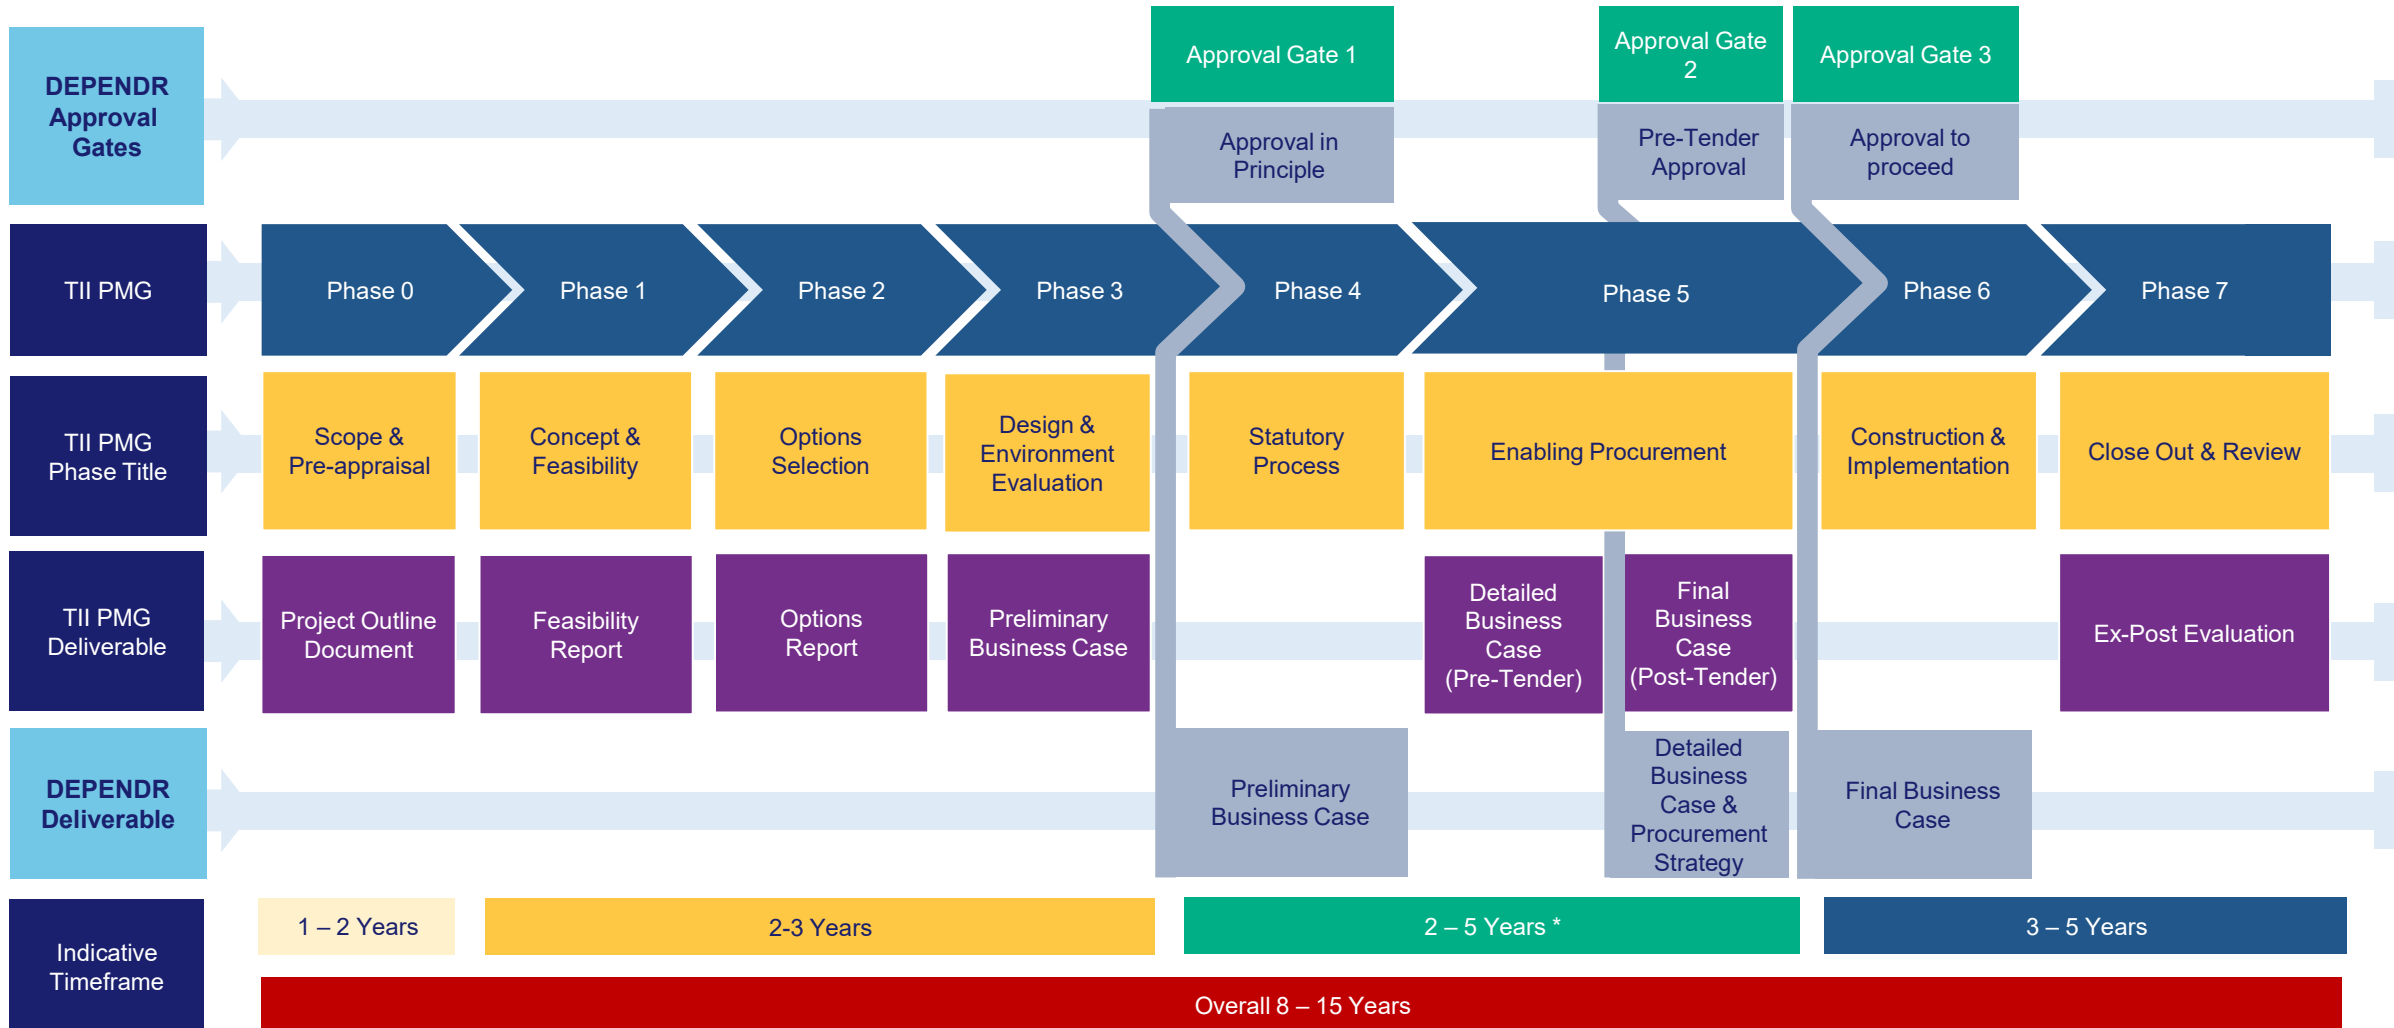 DEPENDR
Approval
Gates
Approval Gate 1
Approval in
Principle
Approval Gate
2
Pre-Tender
Approval
Approval Gate 3
Approval to
proceed
TII PMG
Phase 0
Phase 1
Phase 2
Phase 3
Phase 4
Phase 5
Phase 6
Phase 7
TII PMG
Phase Title
Scope &
Pre-appraisal
Concept &
Feasibility
Options
Selection
Design &
Environment
Evaluation
Statutory
Process
Enabling Procurement
Construction &
Implementation
Close Out & Review
TII PMG
Deliverable
Project Outline
Document
Feasibility
Report
Options
Report
Preliminary
Business Case
Detailed
Business
Case
(Pre-Tender)
Final
Business
Case
(Post-Tender)
Ex-Post Evaluation
DEPENDR
Deliverable
Preliminary
Business Case
Detailed
Business
Case &
Procurement
Strategy
Final Business
Case
Indicative
Timeframe
1 – 2 Years
2-3 Years
2 – 5 Years *
3 – 5 Years
Overall 8 – 15 Years